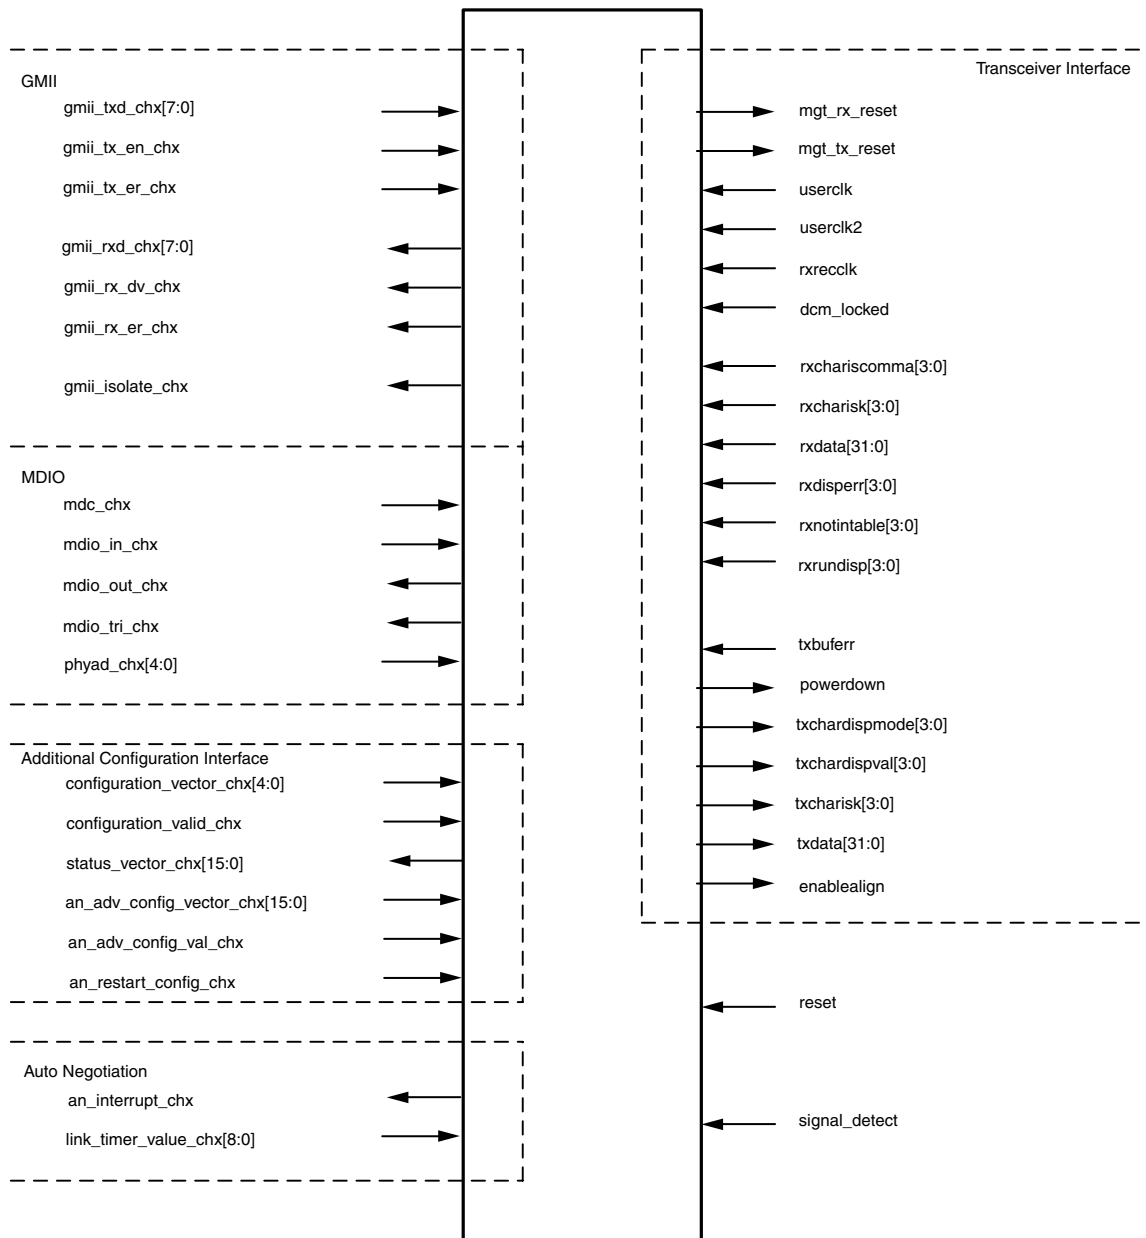 GMII
gmii_txd_chx[7:0]
gmii_tx_en_chx
gmii_tx_er_chx
gmii_rxd_chx[7:0]
gmii_rx_dv_chx
gmii_rx_er_chx
gmii_isolate_chx
MDIO
mdc_chx
mdio_in_chx
mdio_out_chx
mdio_tri_chx
phyad_chx[4:0]
Additional Configuration Interface
configuration_vector_chx[4:0]
configuration_valid_chx
status_vector_chx[15:0]
an_adv_config_vector_chx[15:0]
an_adv_config_val_chx
an_restart_config_chx
Auto Negotiation
an_interrupt_chx
link_timer_value_chx[8:0]
Transceiver Interface
mgt_rx_reset
mgt_tx_reset
userclk
userclk2
rxrecclk
dcm_locked
rxchariscomma[3:0]
rxcharisk[3:0]
rxdata[31:0]
rxdisperr[3:0]
rxnotintable[3:0]
rxrundisp[3:0]
txbuferr
powerdown
txchardispmode[3:0]
txchardispval[3:0]
txcharisk[3:0]
txdata[31:0]
enablealign
reset
signal_detect